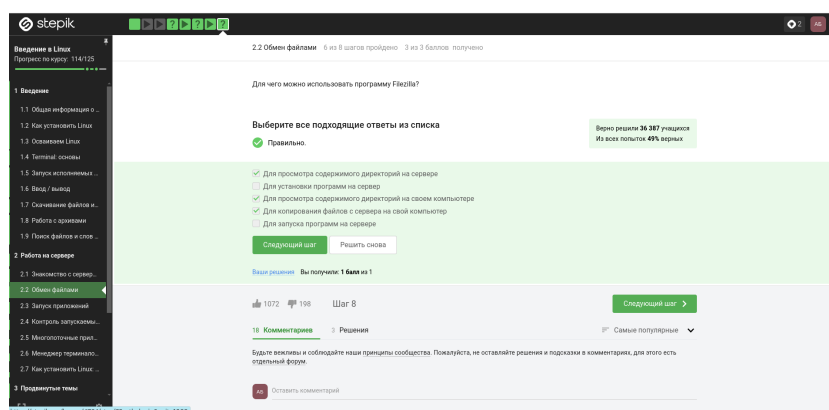 stepik
2
АБ
Введение в Linux
Прогресс по курсу: 114/125
2.2 Обмен файлами 6 из 8 шагов пройдено 3 из 3 баллов получено
1 Введение
1.1 Общая информация о ...
1.2 Как установить Linux
1.3 Осваиваем Linux
1.4 Terminal: основы
1.5 Запуск исполняемых ...
1.6 Ввод / вывод
1.7 Скачивание файлов и...
1.8 Работа с архивами
1.9 Поиск файлов и слов ...
2 Работа на сервере
2.1 Знакомство с сервер...
2.2 Обмен файлами
2.3 Запуск приложений
2.4 Контроль запускаемы...
2.5 Многопоточные прил...
2.6 Менеджер терминало...
2.7 Как установить Linux: ...
3 Продвинутые темы
Для чего можно использовать программу Filezilla?
Выберите все подходящие ответы из списка
Правильно.
Верно решили 36 387 учащихся
Из всех попыток 49% верных
Для просмотра содержимого директорий на сервере
Для установки программ на сервер
Для просмотра содержимого директорий на своем компьютере
Для копирования файлов с сервера на свой компьютер
Для запуска программ на сервере
Следующий шаг
Решить снова
Ваши решения Вы получили: 1 балл из 1
1072 198 Шаг 8
Следующий шаг
18 Комментариев 3 Решения
Самые популярные
Будьте вежливы и соблюдайте наши принципы сообщества. Пожалуйста, не оставляйте решения и подсказки в комментариях, для этого есть
отдельный форум.
АБ
Оставить комментарий